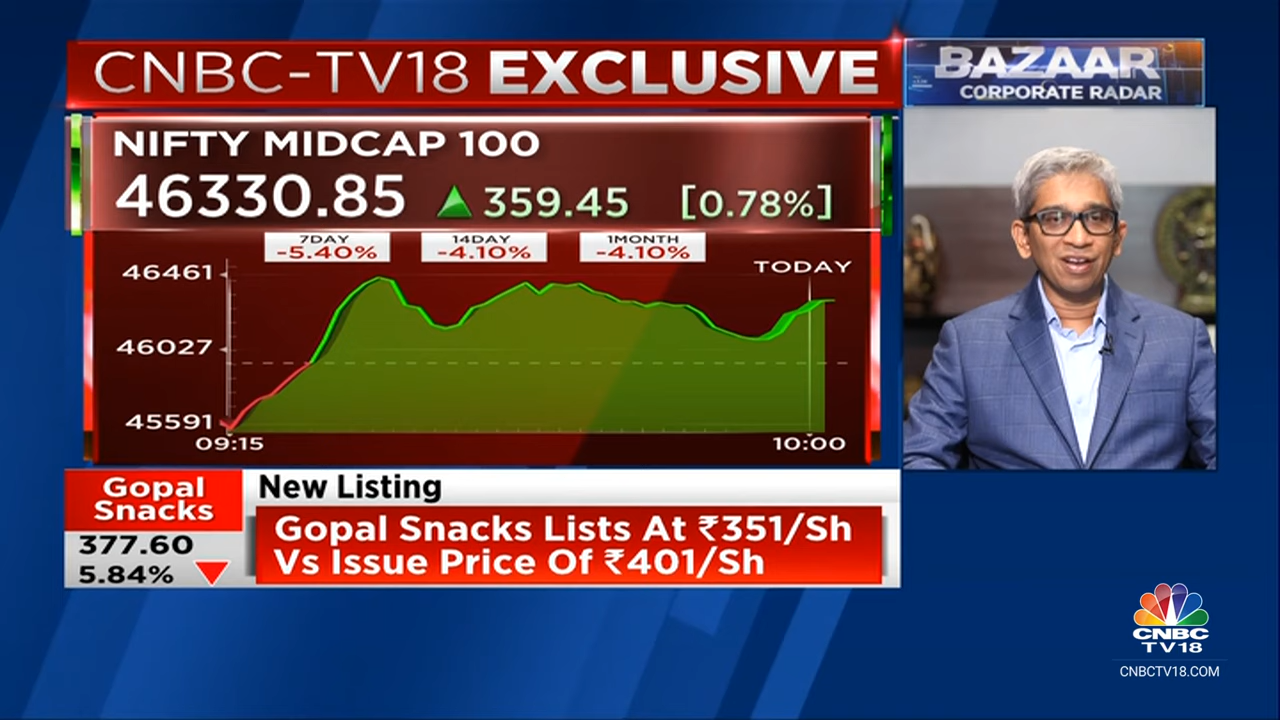 CNBC-TV18 EXCLUSIVE
BAZAAR
CORPORATE RADAR
NIFTY MIDCAP 100
46330.85 ▲ 359.45 [0.78%]
7DAY 14DAY 1MONTH
-5.40% -4.10% -4.10%
TODAY
46461
46027
45591
09:15 10:00
Gopal
Snacks
377.60
5.84% ▼
New Listing
Gopal Snacks Lists At ₹351/Sh
Vs Issue Price Of ₹401/Sh
CNBC
TV18
CNBCTV18.COM